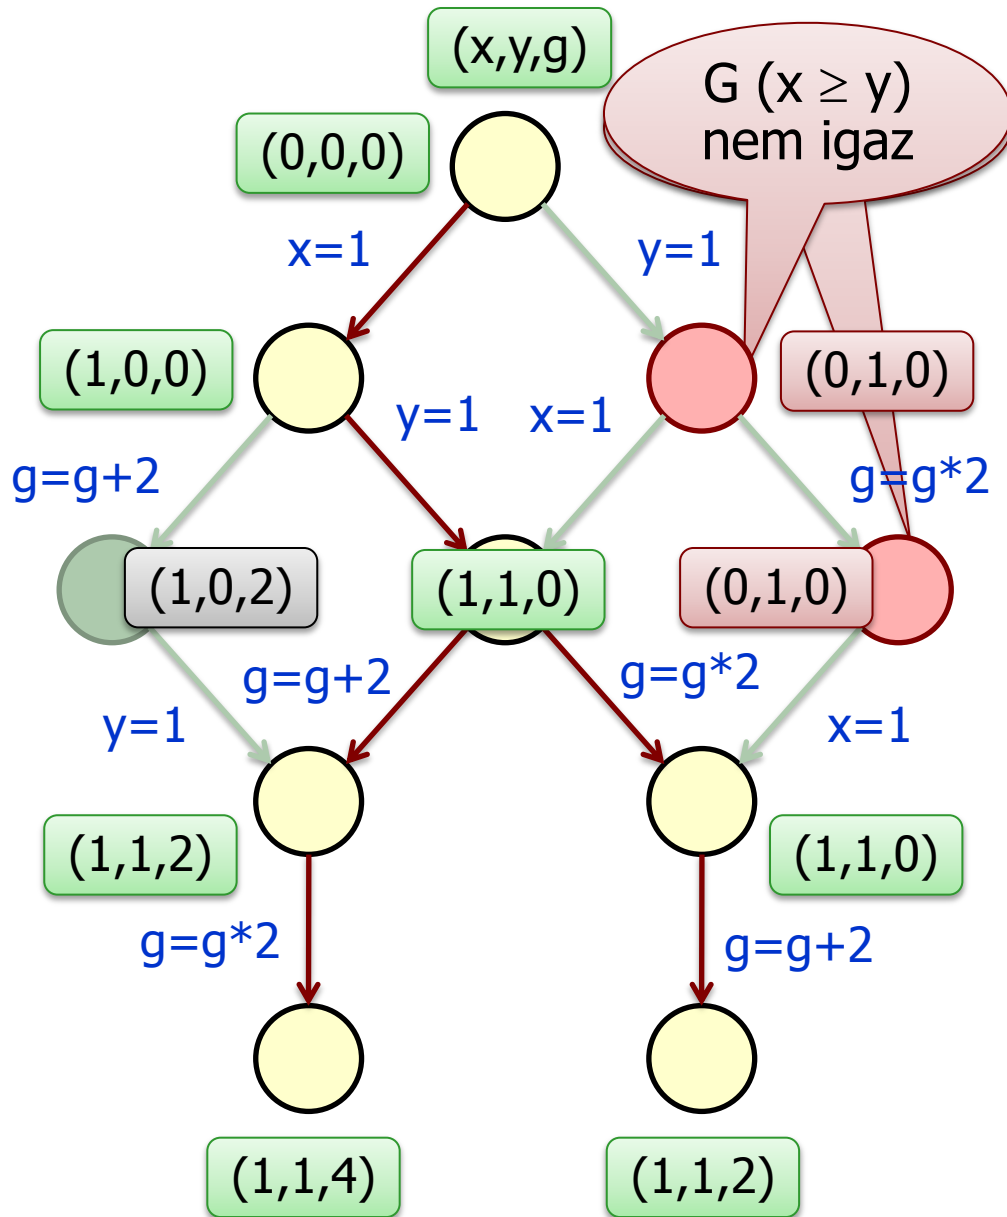 (x,y,g)
G (x ≥ y)
nem igaz
(0,0,0)
x=1
y=1
(1,0,0)
(0,1,0)
y=1
x=1
g=g+2
g=g*2
(1,0,2)
(1,1,0)
(0,1,0)
g=g+2
g=g*2
y=1
x=1
(1,1,2)
(1,1,0)
g=g*2
g=g+2
(1,1,4)
(1,1,2)